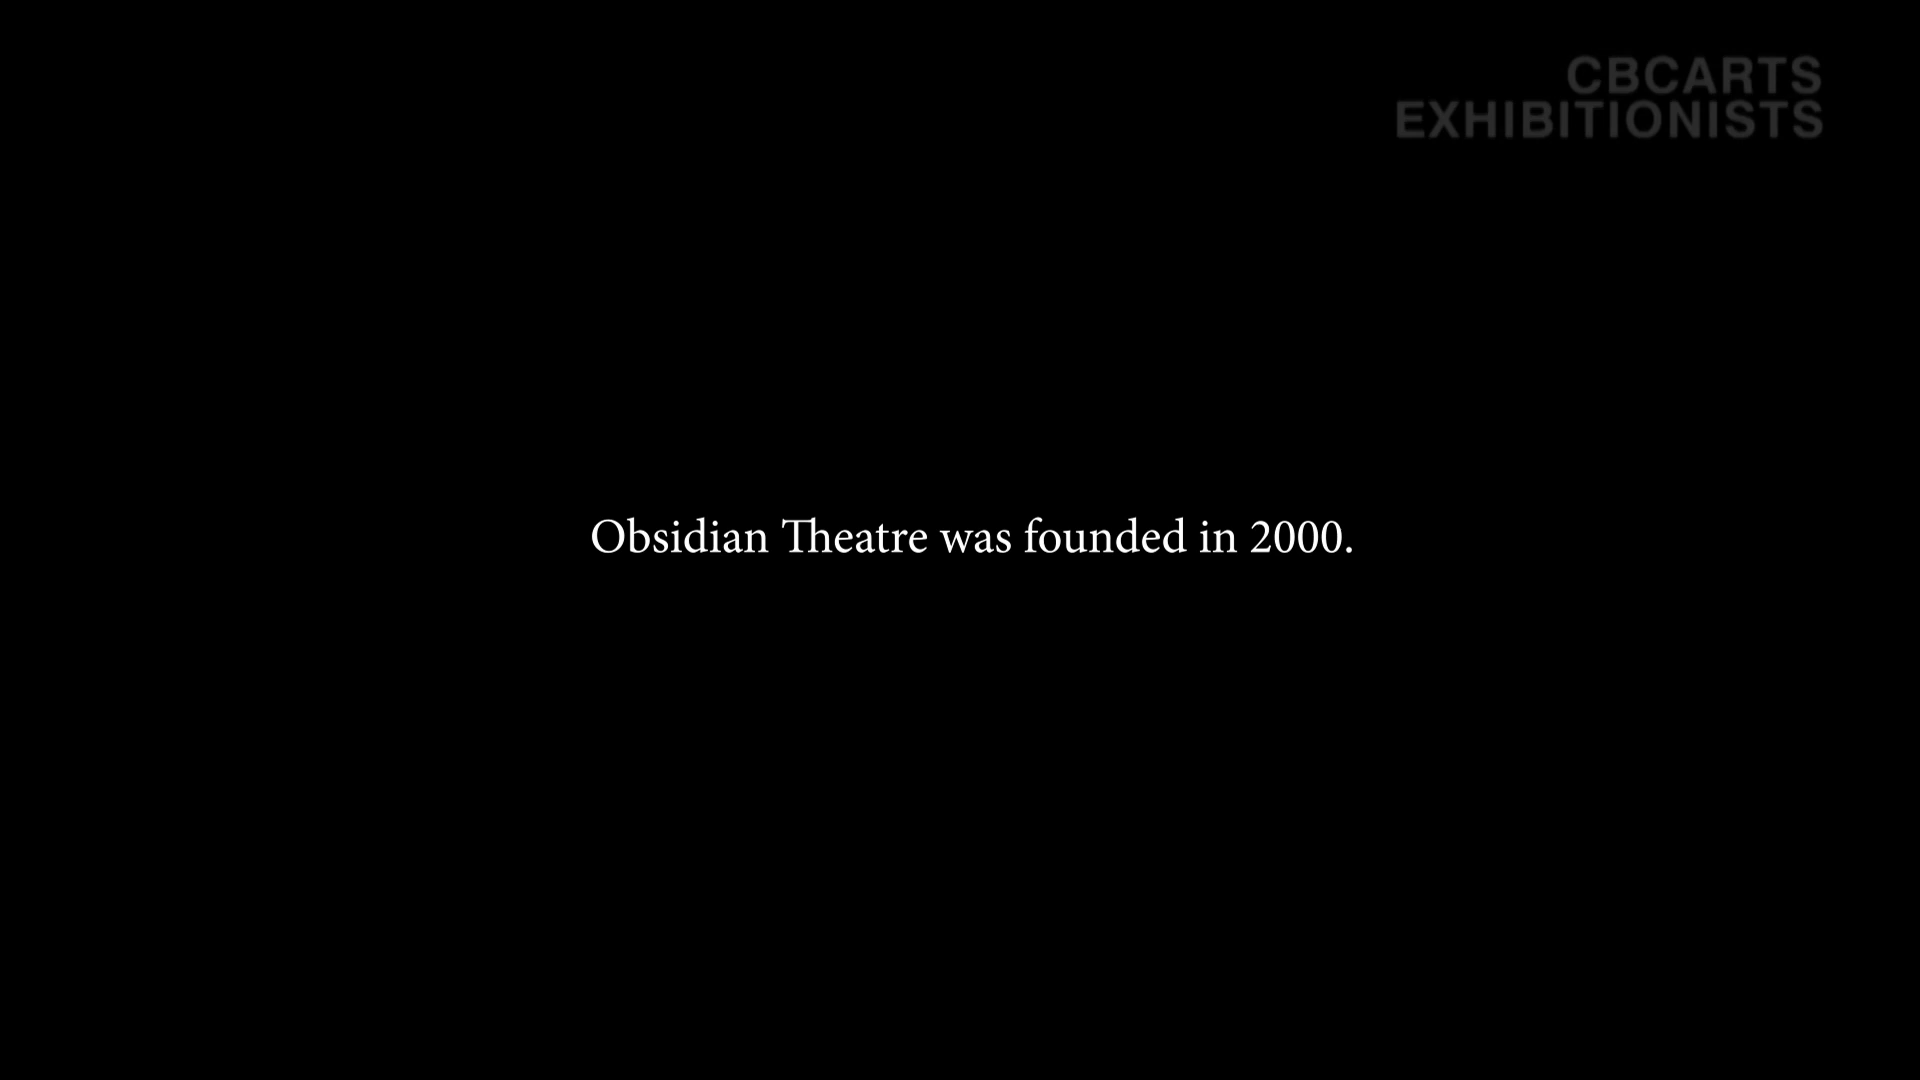 CBCARTS
EXHIBITIONISTS
Obsidian Theatre was founded in 2000.